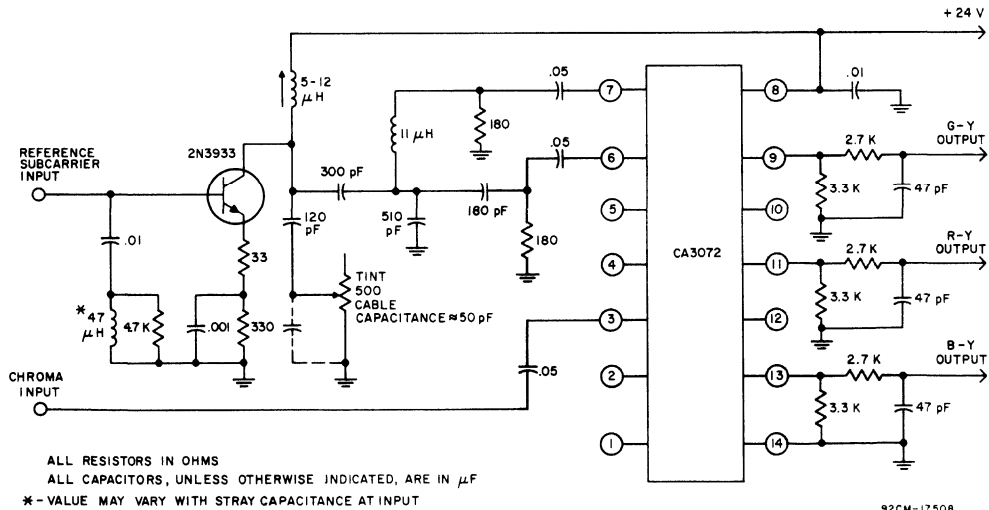 + 24 V
5-12
μH
.05
7
8
.01
180
11 μH
G-Y
OUTPUT
2.7 K
REFERENCE
SUBCARRIER
INPUT
2N3933
.05
6
9
3.3 K
47 pF
300 pF
180 pF
5
10
120
pF
510
pF
180
R-Y
OUTPUT
2.7 K
.01
33
CA3072
4
11
TINT
500
CABLE
CAPACITANCE≈50 pF
3.3 K
47 pF
* 47
μH
4.7 K
.001
330
3
12
B-Y
OUTPUT
2.7 K
CHROMA
INPUT
.05
2
13
3.3 K
47 pF
1
14
ALL RESISTORS IN OHMS
ALL CAPACITORS, UNLESS OTHERWISE INDICATED, ARE IN μF
*- VALUE MAY VARY WITH STRAY CAPACITANCE AT INPUT
92CM-17508